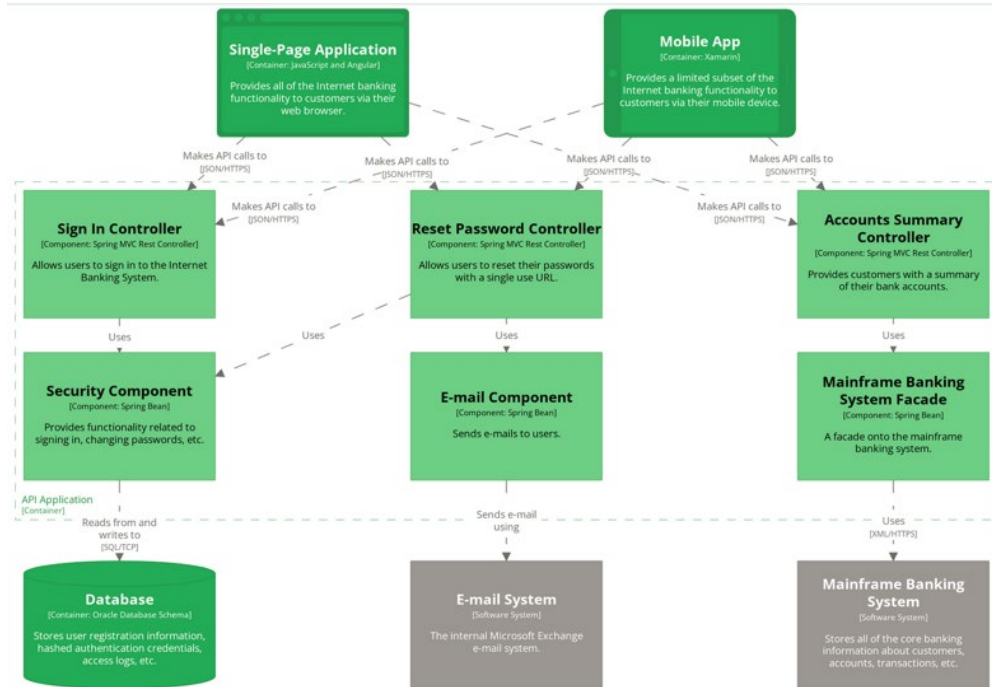 Single-Page Application
[Container: JavaScript and Angular]
Provides all of the Internet banking
functionality to customers via their
web browser.
Mobile App
[Container: Xamarin]
Provides a limited subset of the
Internet banking functionality to
customers via their mobile device.
Makes API calls to
[JSON/HTTPS]
Makes API calls to
[JSON/HTTPS]
Makes API calls to
[JSON/HTTPS]
Makes API calls to
[JSON/HTTPS]
Makes API calls to
[JSON/HTTPS]
Makes API calls to
[JSON/HTTPS]
Sign In Controller
[Component: Spring MVC Rest Controller]
Allows users to sign in to the Internet
Banking System.
Reset Password Controller
[Component: Spring MVC Rest Controller]
Allows users to reset their passwords
with a single use URL.
Accounts Summary
Controller
[Component: Spring MVC Rest Controller]
Provides customers with a summary
of their bank accounts.
Uses
Uses
Uses
Uses
Security Component
[Component: Spring Bean]
Provides functionality related to
signing in, changing passwords, etc.
E-mail Component
[Component: Spring Bean]
Sends e-mails to users.
Mainframe Banking
System Facade
[Component: Spring Bean]
A facade onto the mainframe
banking system.
API Application
[Container]
Reads from and
writes to
[SQL/TCP]
Sends e-mail
using
Uses
[XML/HTTPS]
Database
[Container: Oracle Database Schema]
Stores user registration information,
hashed authentication credentials,
access logs, etc.
E-mail System
[Software System]
The internal Microsoft Exchange
e-mail system.
Mainframe Banking
System
[Software System]
Stores all of the core banking
information about customers,
accounts, transactions, etc.